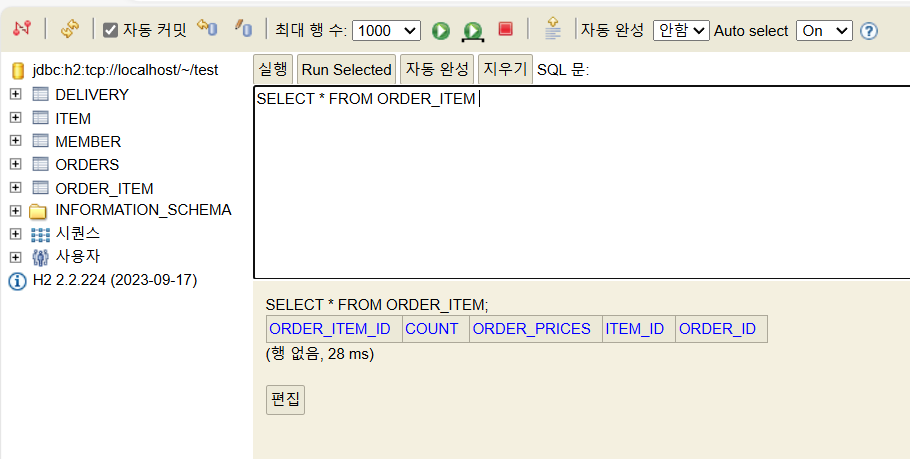 자동 커밋 최대 행 수: 1000 자동 완성 안함 Auto select On
jdbc:h2:tcp://localhost/~/test
DELIVERY
ITEM
MEMBER
ORDERS
ORDER_ITEM
INFORMATION_SCHEMA
시퀀스
사용자
H2 2.2.224 (2023-09-17)
실행 Run Selected 자동 완성 지우기 SQL 문:
SELECT * FROM ORDER_ITEM
SELECT * FROM ORDER_ITEM;
ORDER_ITEM_ID COUNT ORDER_PRICES ITEM_ID ORDER_ID
(행 없음, 28 ms)
편집